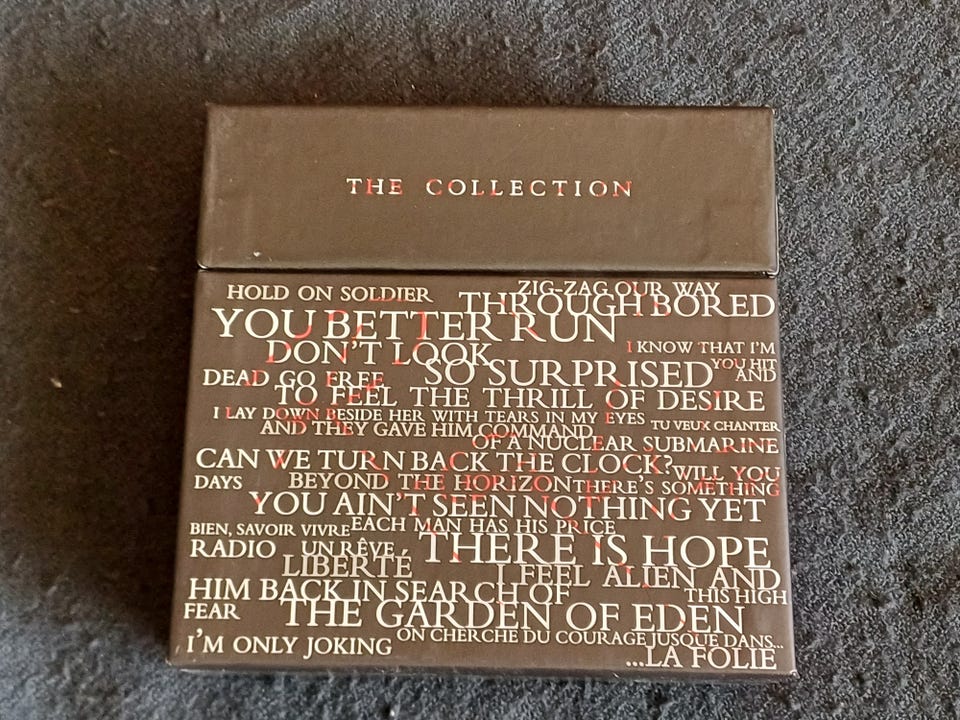 THE COLLECTION
HOLD ON SOLDIER
ZIG-ZAG OUR WAY
THROUGH BORED
YOU BETTER RUN
DON'T LOOK
I KNOW THAT I'M
SO SURPRISED
YOU HIT
DEAD GO FREE
AND
TO FEEL THE THRILL OF DESIRE
I LAY DOWN BESIDE HER WITH TEARS IN MY EYES
TU VEUX CHANTER
AND THEY GAVE HIM COMMAND
OF A NUCLEAR SUBMARINE
CAN WE TURN BACK THE CLOCK?
WILL YOU
DAYS
BEYOND THE HORIZON
THERE'S SOMETHING
YOU AIN'T SEEN NOTHING YET
BIEN, SAVOIR VIVRE
EACH MAN HAS HIS PRICE
RADIO
UN RÊVE
THERE IS HOPE
LIBERTÉ
I FEEL ALIEN AND
HIM BACK IN SEARCH OF
THIS HIGH
FEAR
THE GARDEN OF EDEN
I'M ONLY JOKING
ON CHERCHE DU COURAGE JUSQUE DANS...
...LA FOLIE